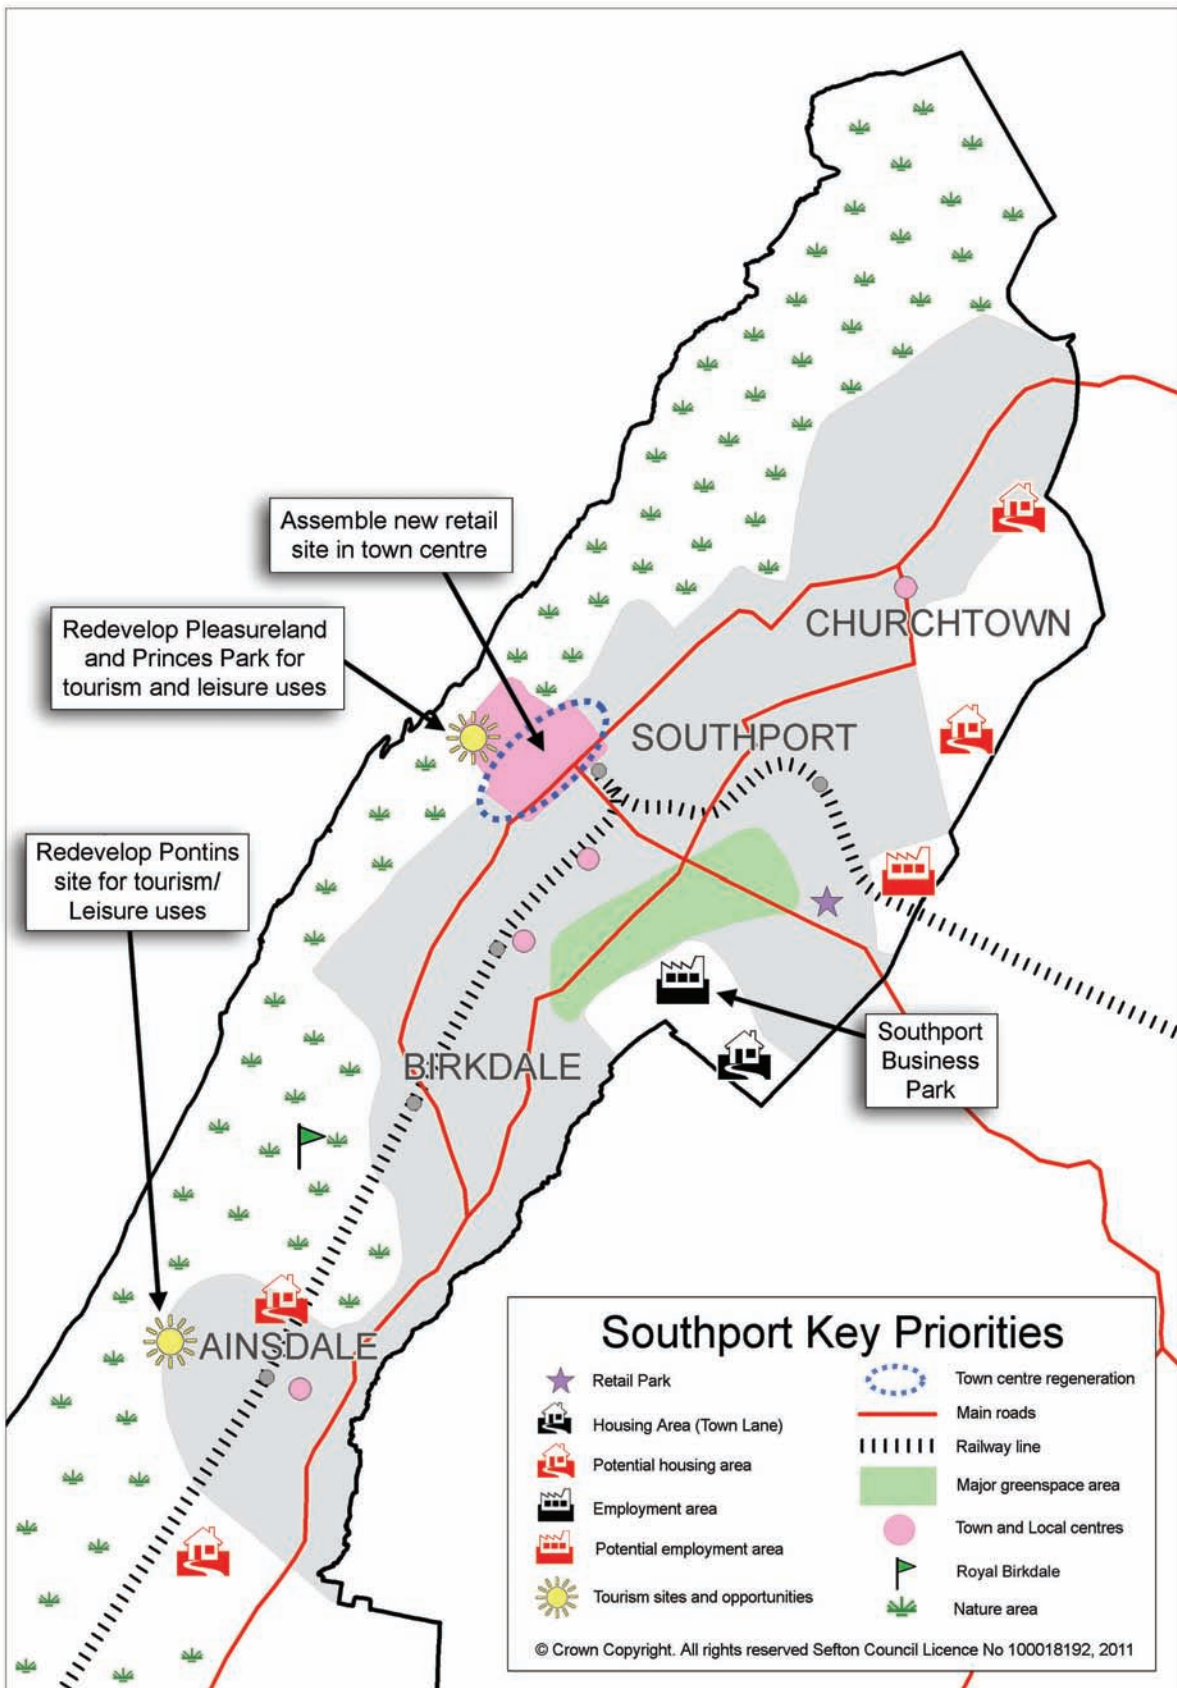 Assemble new retail
site in town centre
Redevelop Pleasureland
and Princes Park for
tourism and leisure uses
CHURCHTOWN
SOUTHPORT
Redevelop Pontins
site for tourism/
Leisure uses
Southport
Business
Park
BIRKDALE
AINSDALE
Southport Key Priorities
Retail Park
Housing Area (Town Lane)
Potential housing area
Employment area
Potential employment area
Tourism sites and opportunities
Town centre regeneration
Main roads
Railway line
Major greenspace area
Town and Local centres
Royal Birkdale
Nature area
© Crown Copyright. All rights reserved Sefton Council Licence No 100018192, 2011